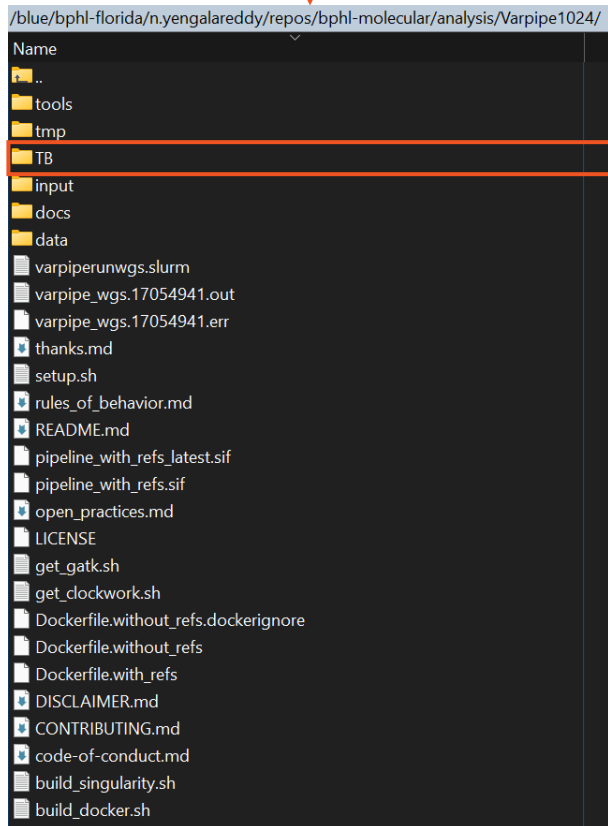 /blue/bphl-florida/n.yengalareddy/repos/bphl-molecular/analysis/Varpipe1024/
Name
..
tools
tmp
TB
input
docs
data
varpiperunwgs.slurm
varpipe_wgs.17054941.out
varpipe_wgs.17054941.err
thanks.md
setup.sh
rules_of_behavior.md
README.md
pipeline_with_refs_latest.sif
pipeline_with_refs.sif
open_practices.md
LICENSE
get_gatk.sh
get_clockwork.sh
Dockerfile.without_refs.dockerignore
Dockerfile.without_refs
Dockerfile.with_refs
DISCLAIMER.md
CONTRIBUTING.md
code-of-conduct.md
build_singularity.sh
build_docker.sh